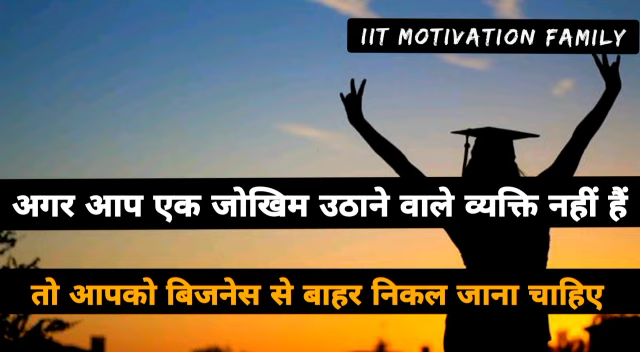 IIT MOTIVATION FAMILY
अगर आप एक जोखिम उठाने वाले व्यक्ति नहीं हैं
तो आपको बिजनेस से बाहर निकल जाना चाहिए